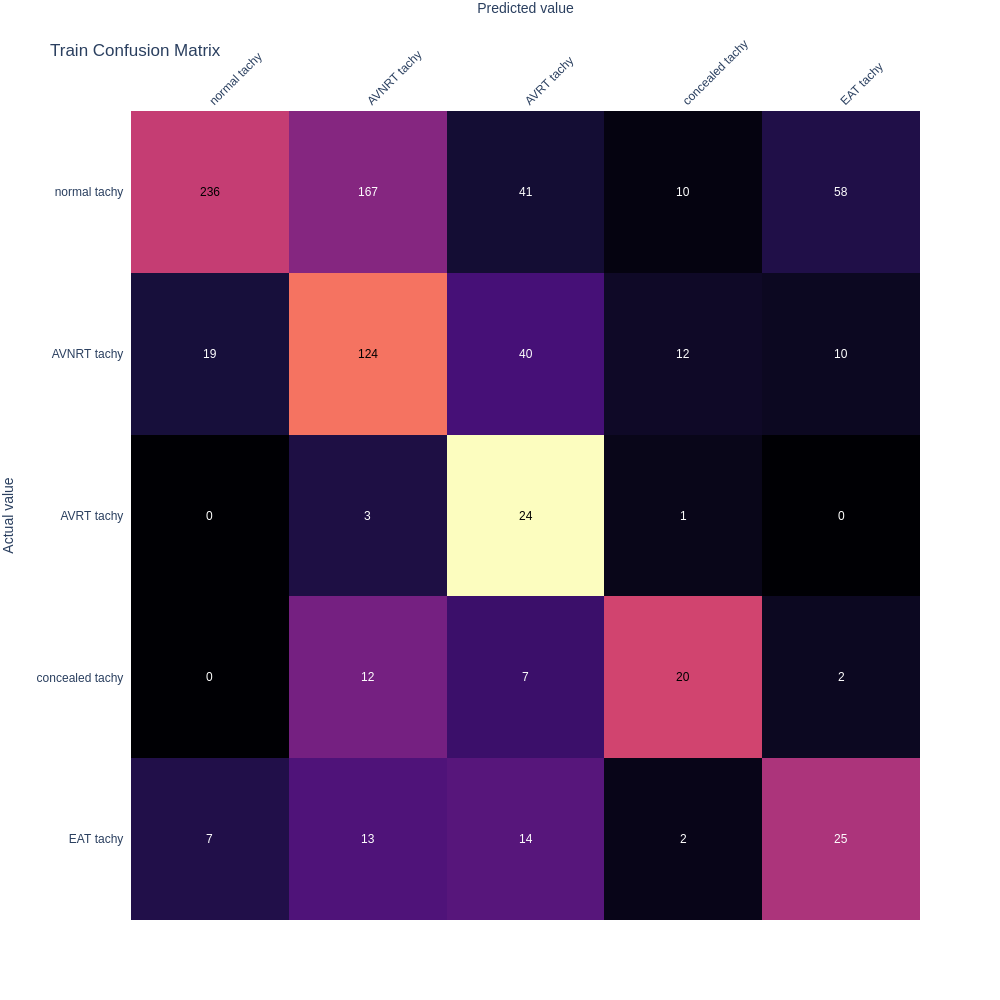 Predicted value
Train Confusion Matrix
normal tachy
AVNRT tachy
AVRT tachy
concealed tachy
EAT tachy
Actual value
normal tachy 236 167 41 10 58
AVNRT tachy 19 124 40 12 10
AVRT tachy 0 3 24 1 0
concealed tachy 0 12 7 20 2
EAT tachy 7 13 14 2 25